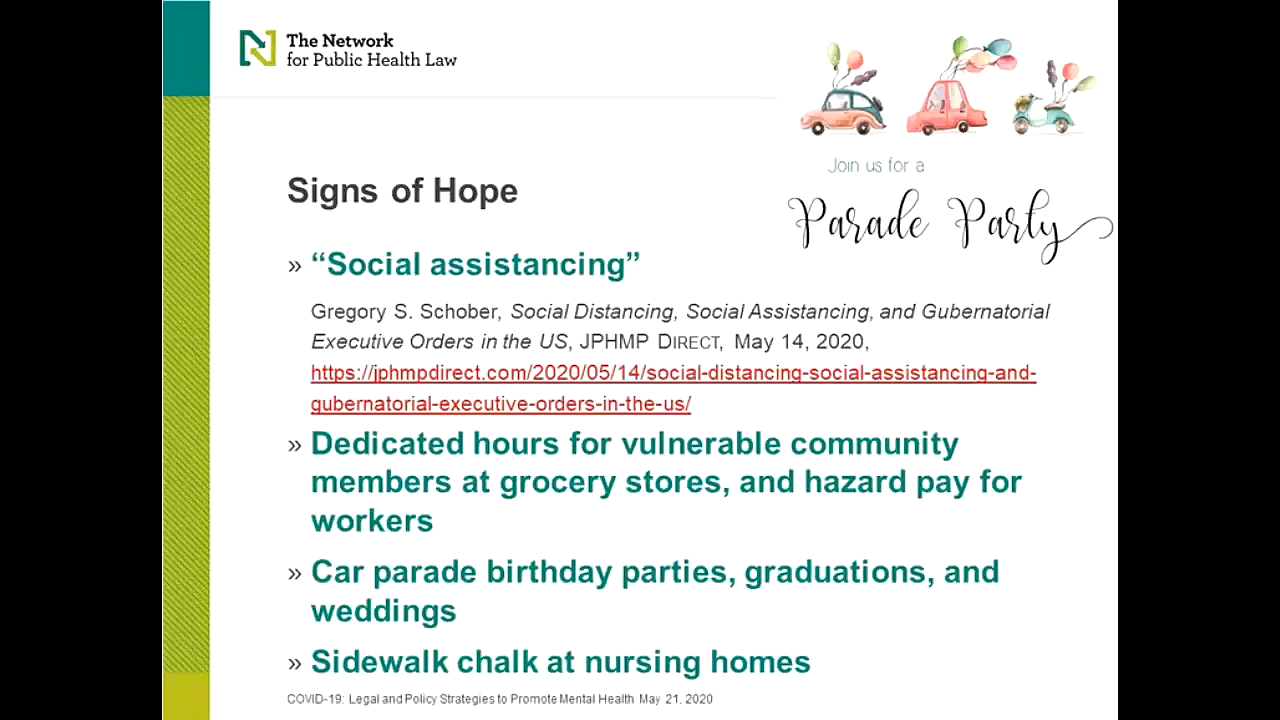 The Network
for Public Health Law
Join us for a
Parade Party
Signs of Hope
» “Social assistancing”
Gregory S. Schober, Social Distancing, Social Assistancing, and Gubernatorial
Executive Orders in the US, JPHMP DIRECT, May 14, 2020,
https://jphmpdirect.com/2020/05/14/social-distancing-social-assistancing-and-
gubernatorial-executive-orders-in-the-us/
» Dedicated hours for vulnerable community
members at grocery stores, and hazard pay for
workers
» Car parade birthday parties, graduations, and
weddings
» Sidewalk chalk at nursing homes
COVID-19: Legal and Policy Strategies to Promote Mental Health May 21, 2020